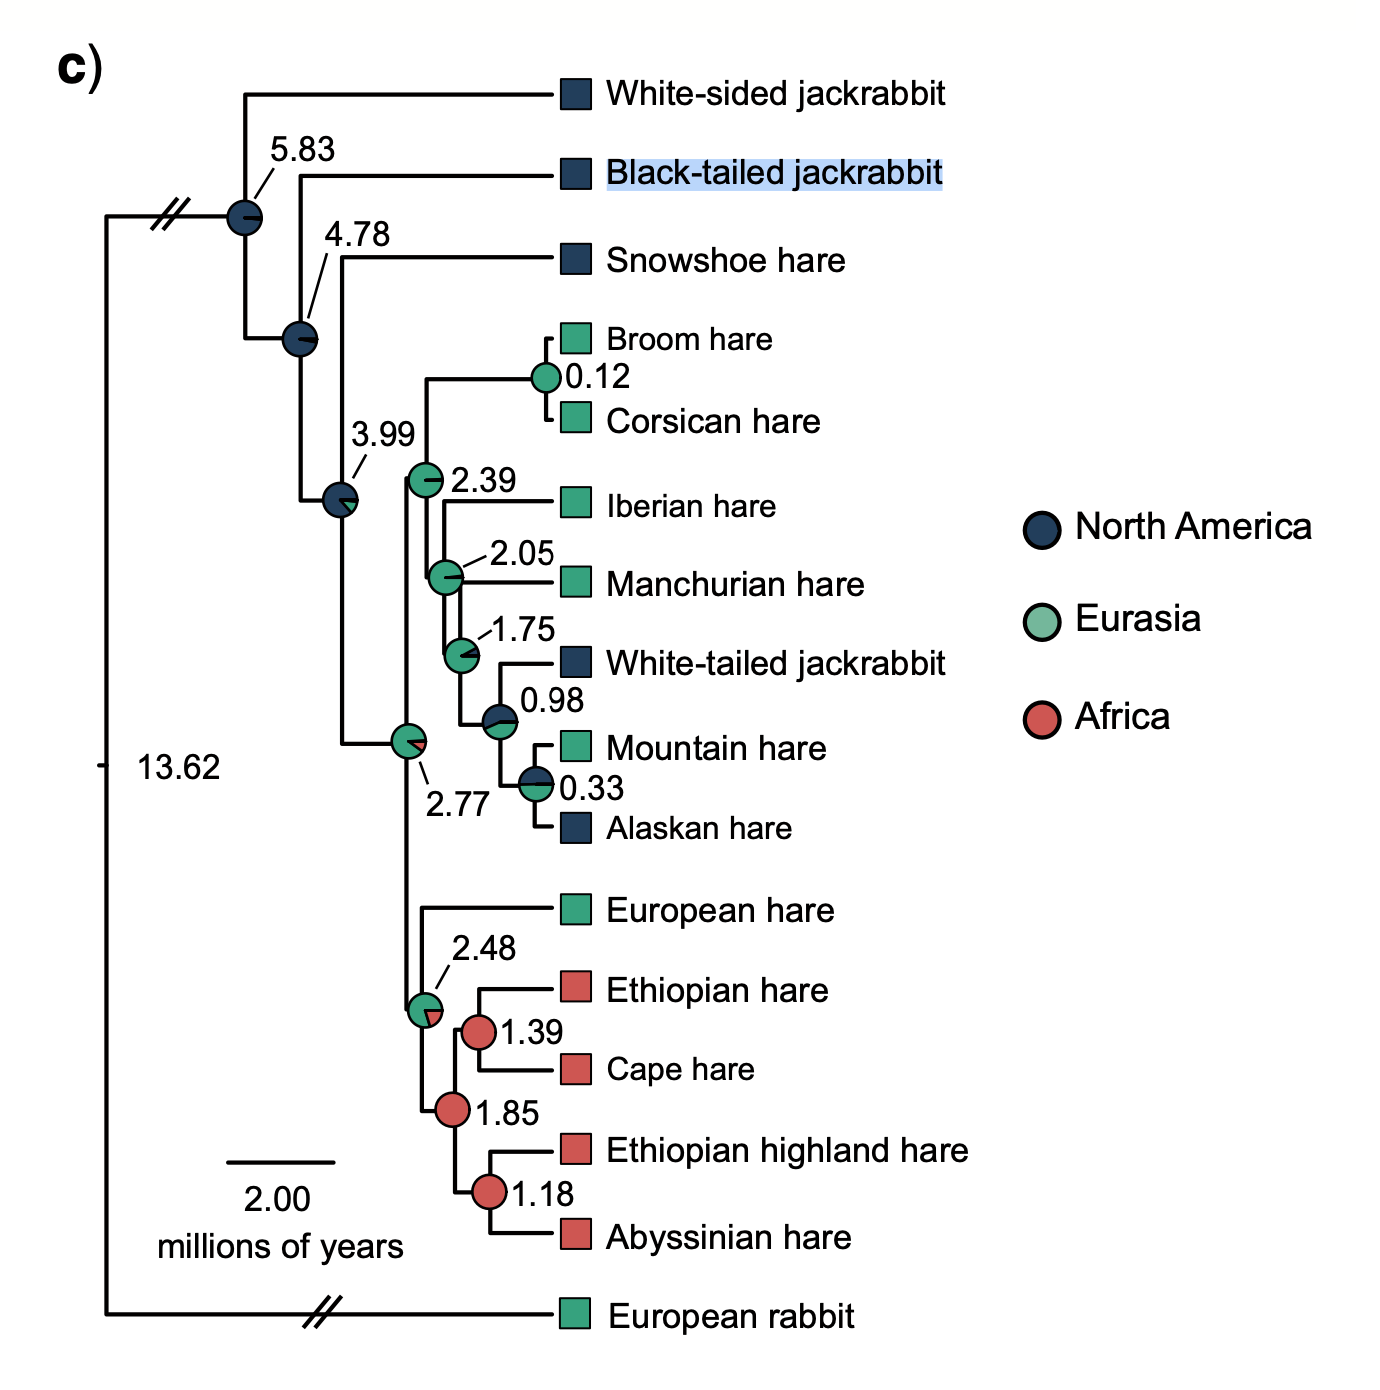 c)
White-sided jackrabbit
5.83
Black-tailed jackrabbit
4.78
Snowshoe hare
Broom hare
0.12
Corsican hare
3.99
2.39
Iberian hare
North America
2.05
Manchurian hare
Eurasia
1.75
White-tailed jackrabbit
0.98
Africa
Mountain hare
13.62
0.33
2.77
Alaskan hare
European hare
2.48
Ethiopian hare
1.39
Cape hare
1.85
Ethiopian highland hare
2.00
1.18
millions of years
Abyssinian hare
European rabbit